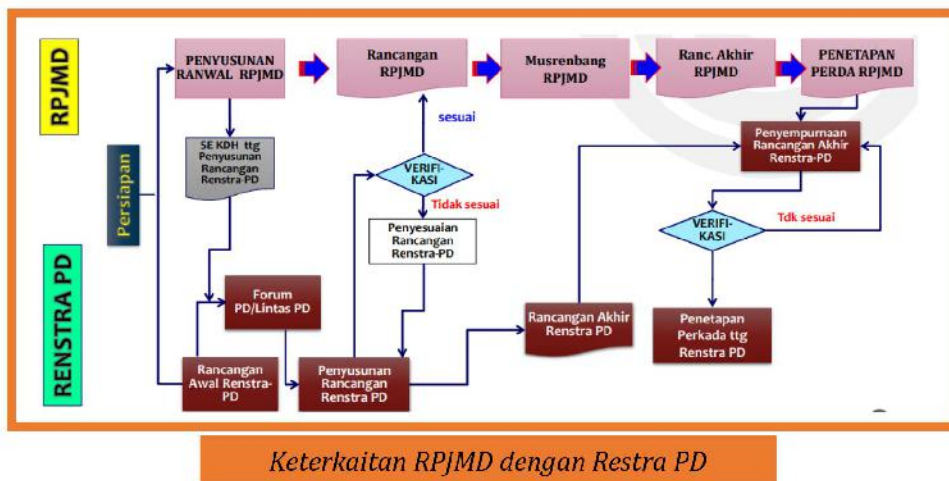 RPJMD
PENYUSUNAN
RANWAL RPJMD
Rancangan
RPJMD
Musrenbang
RPJMD
Ranc. Akhir
RPJMD
PENETAPAN
PERDA RPJMD
sesuai
SE KDH ttg
Penyusunan
Rancangan
Renstra-PD
Penyempurnaan
Rancangan Akhir
Renstra-PD
Persiapan
VERIFI-
KASI
Tidak sesuai
Penyesuaian
Rancangan
Renstra-PD
VERIFI-
KASI
Tdk sesuai
RENSTRA PD
Forum
PD/Lintas PD
Rancangan Akhir
Renstra PD
Penetapan
Perkada ttg
Renstra PD
Rancangan
Awal Renstra-
PD
Penyusunan
Rancangan
Renstra PD
Keterkaitan RPJMD dengan Restra PD